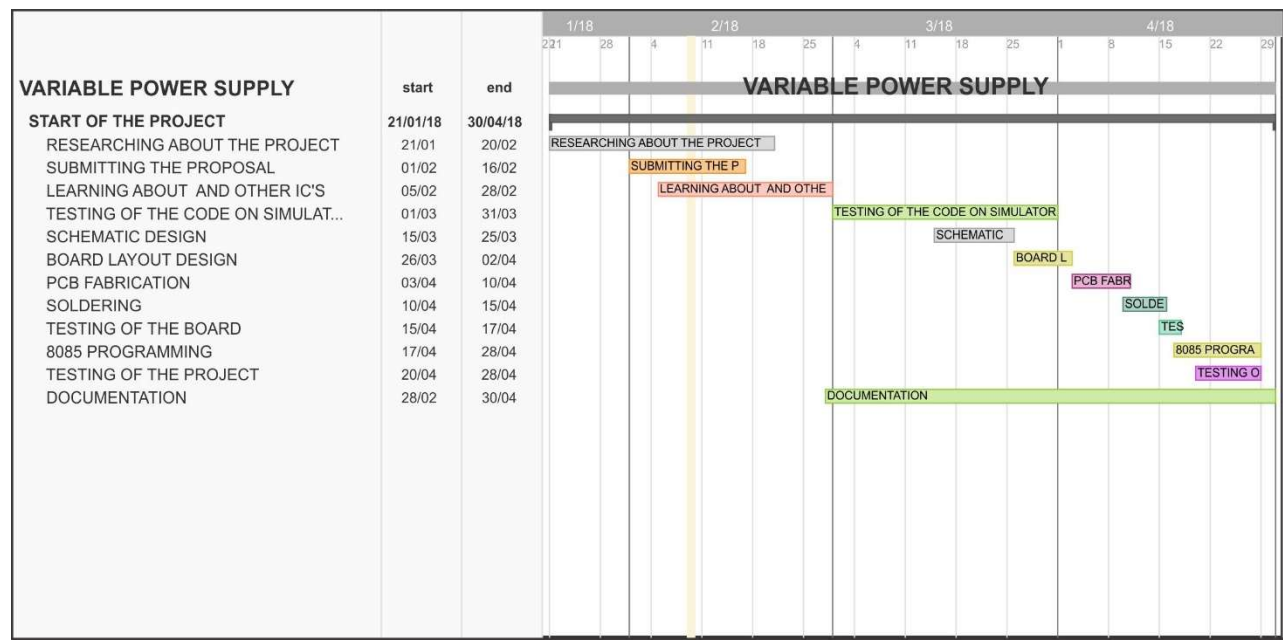 1/18 2/18 3/18 4/18
2221 28 4 11 18 25 4 11 18 25 1 8 15 22 29
VARIABLE POWER SUPPLY start end VARIABLE POWER SUPPLY
START OF THE PROJECT 21/01/18 30/04/18
RESEARCHING ABOUT THE PROJECT 21/01 20/02 RESEARCHING ABOUT THE PROJECT
SUBMITTING THE PROPOSAL 01/02 16/02 SUBMITTING THE P
LEARNING ABOUT AND OTHER IC'S 05/02 28/02 LEARNING ABOUT AND OTHE
TESTING OF THE CODE ON SIMULAT... 01/03 31/03 TESTING OF THE CODE ON SIMULATOR
SCHEMATIC DESIGN 15/03 25/03 SCHEMATIC
BOARD LAYOUT DESIGN 26/03 02/04 BOARD L
PCB FABRICATION 03/04 10/04 PCB FABR
SOLDERING 10/04 15/04 SOLDE
TESTING OF THE BOARD 15/04 17/04 TES
8085 PROGRAMMING 17/04 28/04 8085 PROGRA
TESTING OF THE PROJECT 20/04 28/04 TESTING O
DOCUMENTATION 28/02 30/04 DOCUMENTATION